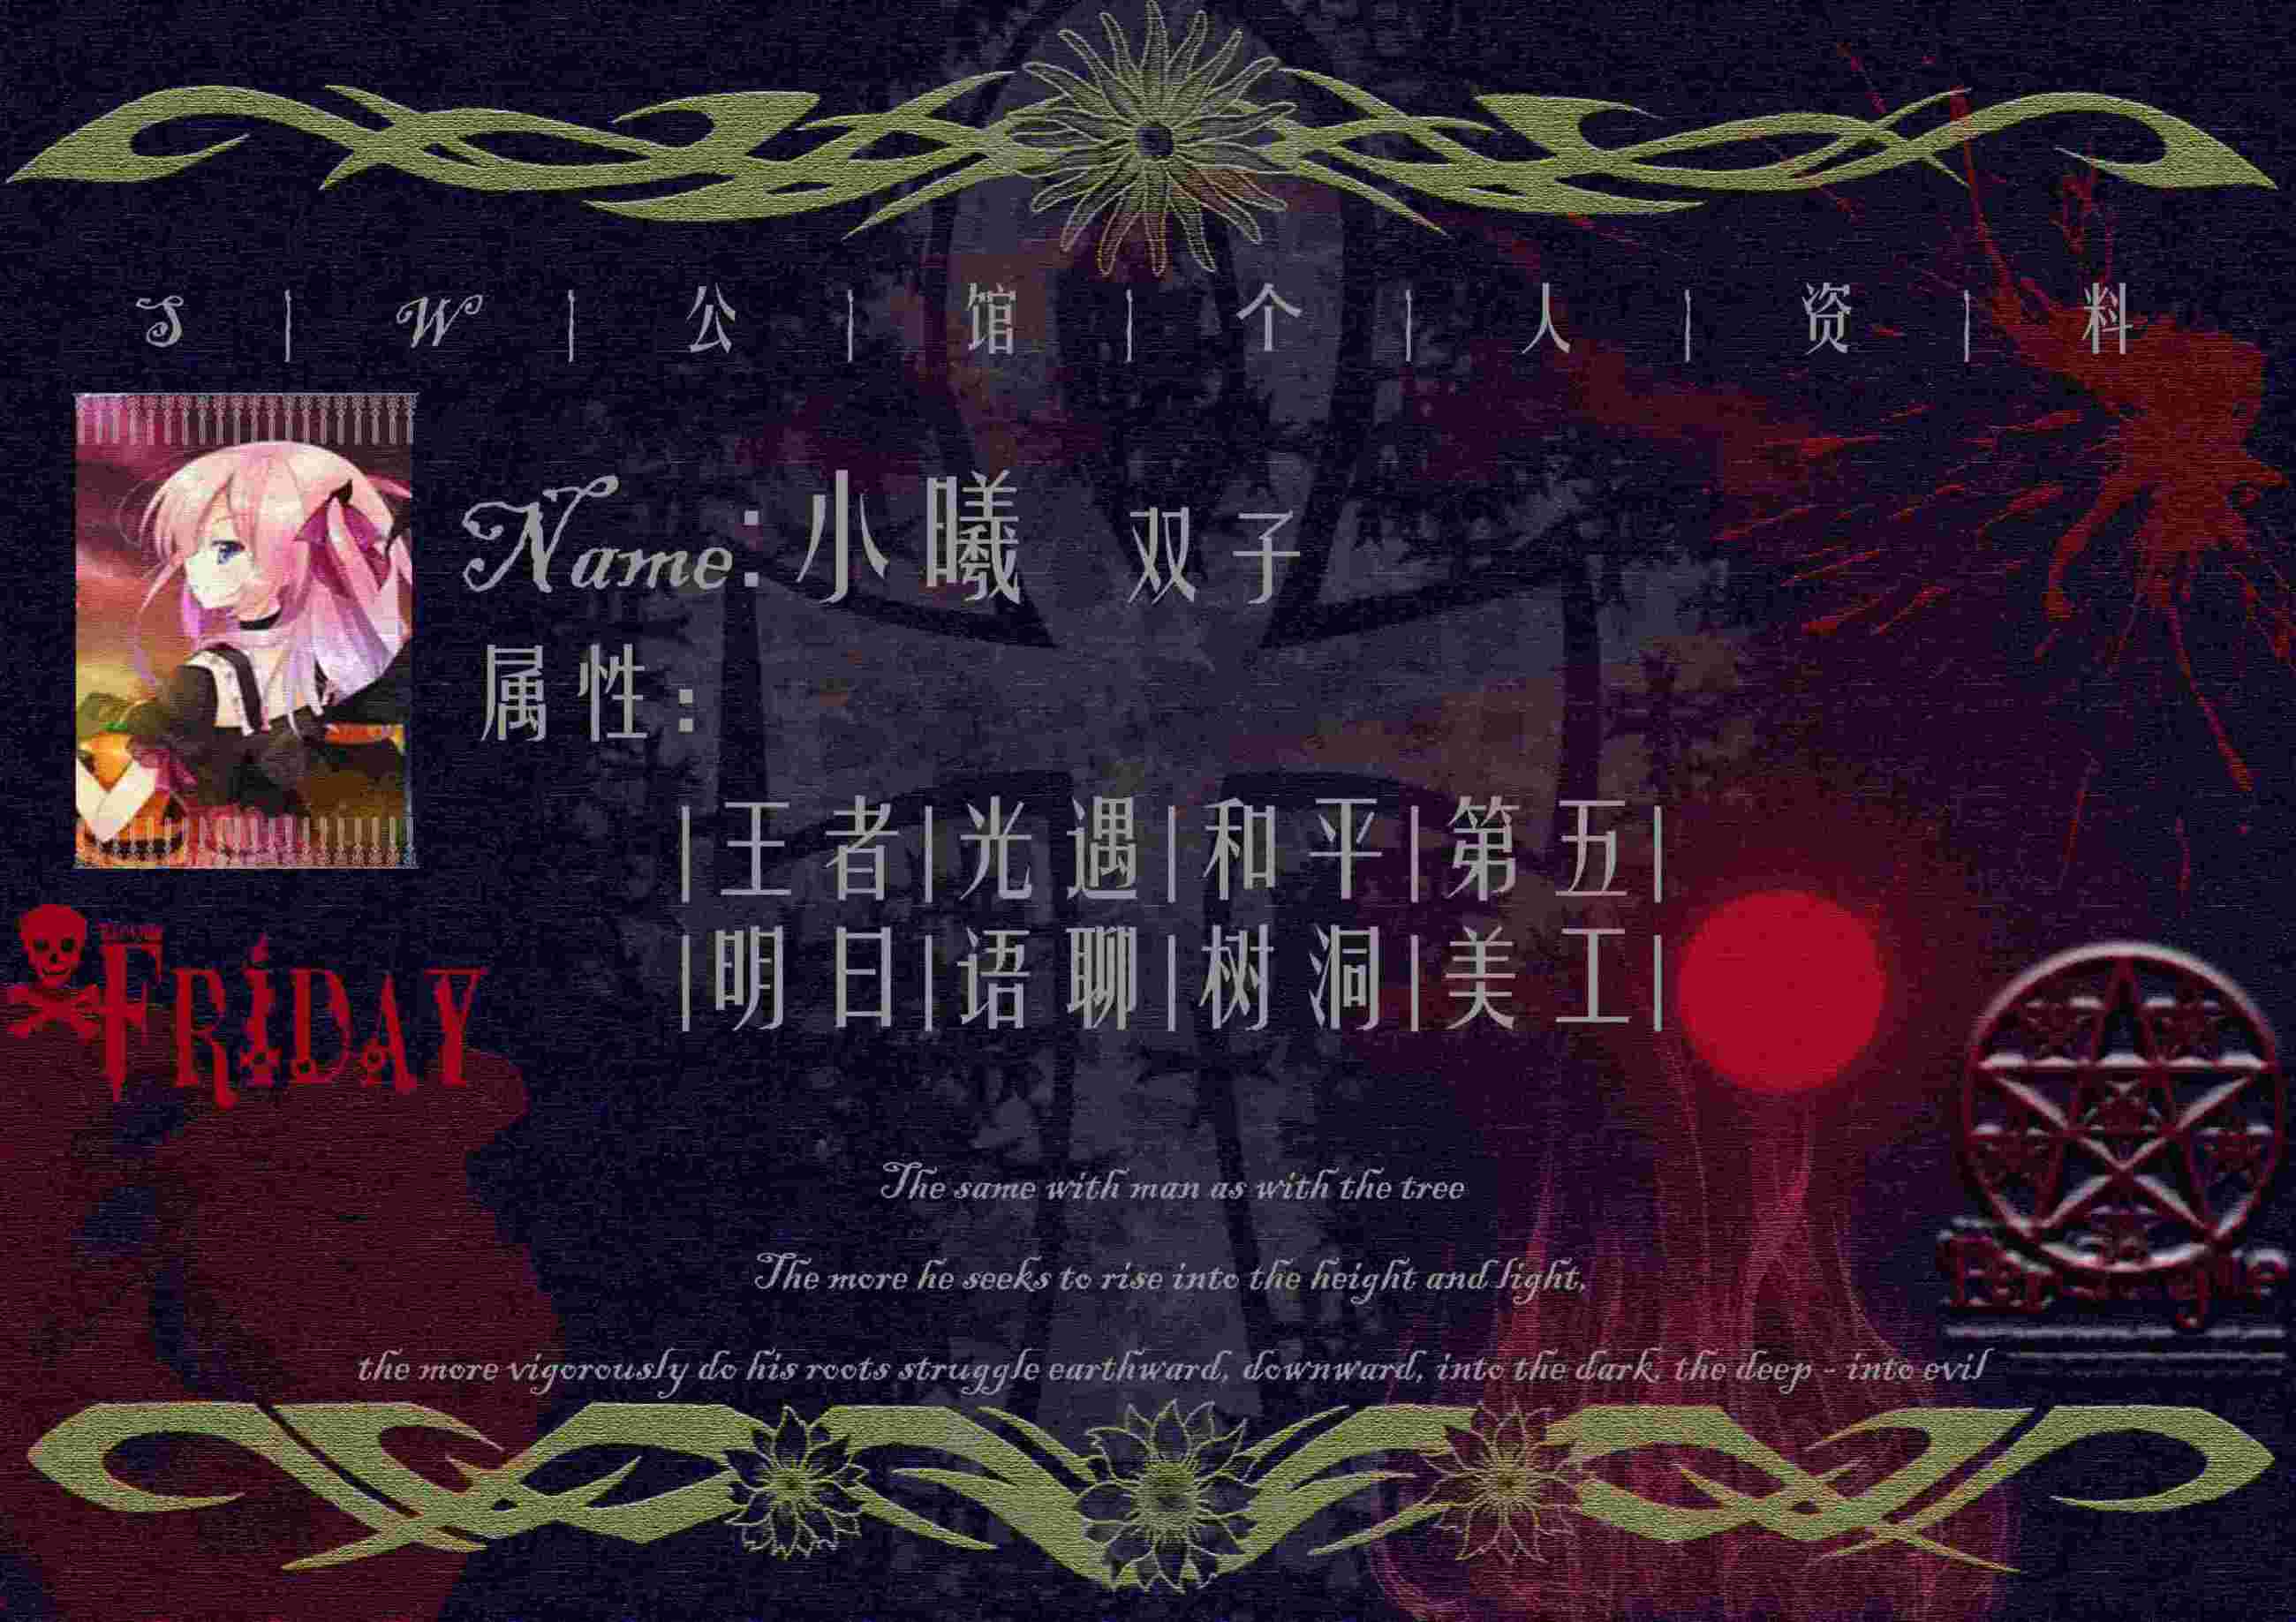 S | W | 公 | 馆 | 个 | 人 | 资 | 料
Name:小曦 双子
属性:
|王者|光遇|和平|第五|
|明日|语聊|树洞|美工|
FRiDAY
The same with man as with the tree
The more he seeks to rise into the height and light,
the more vigorously do his roots struggle earthward, downward, into the dark, the deep - into evil